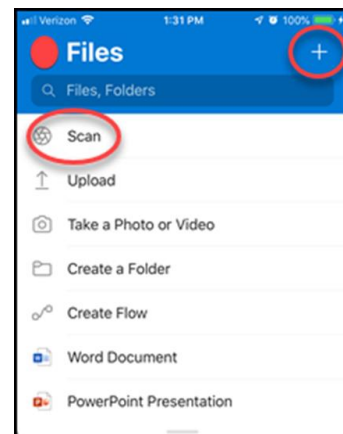 Verizon 1:31 PM 100%
Files
Files, Folders
Scan
Upload
Take a Photo or Video
Create a Folder
Create Flow
Word Document
PowerPoint Presentation